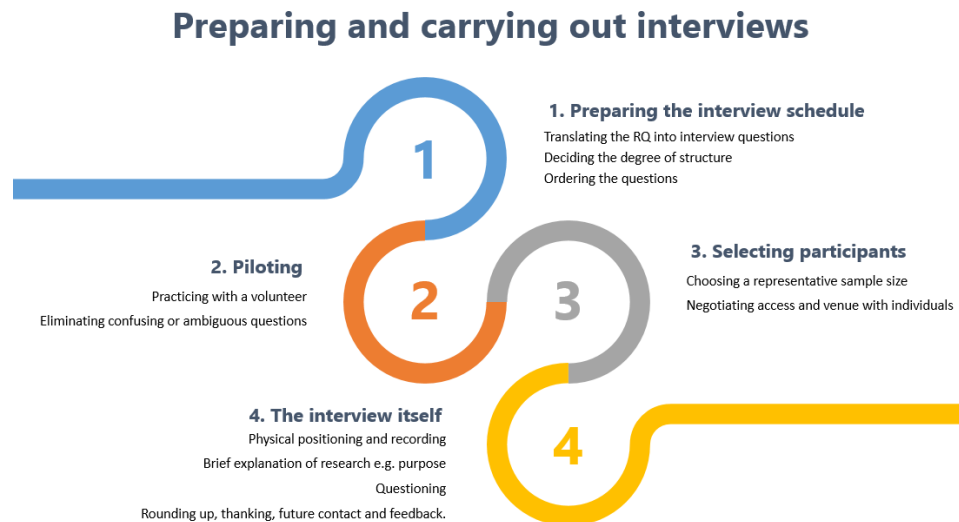 Preparing and carrying out interviews
1
1. Preparing the interview schedule
Translating the RQ into interview questions
Deciding the degree of structure
Ordering the questions
2. Piloting
Practicing with a volunteer
Eliminating confusing or ambiguous questions
2
3
3. Selecting participants
Choosing a representative sample size
Negotiating access and venue with individuals
4. The interview itself
Physical positioning and recording
Brief explanation of research e.g. purpose
Questioning
Rounding up, thanking, future contact and feedback.
4